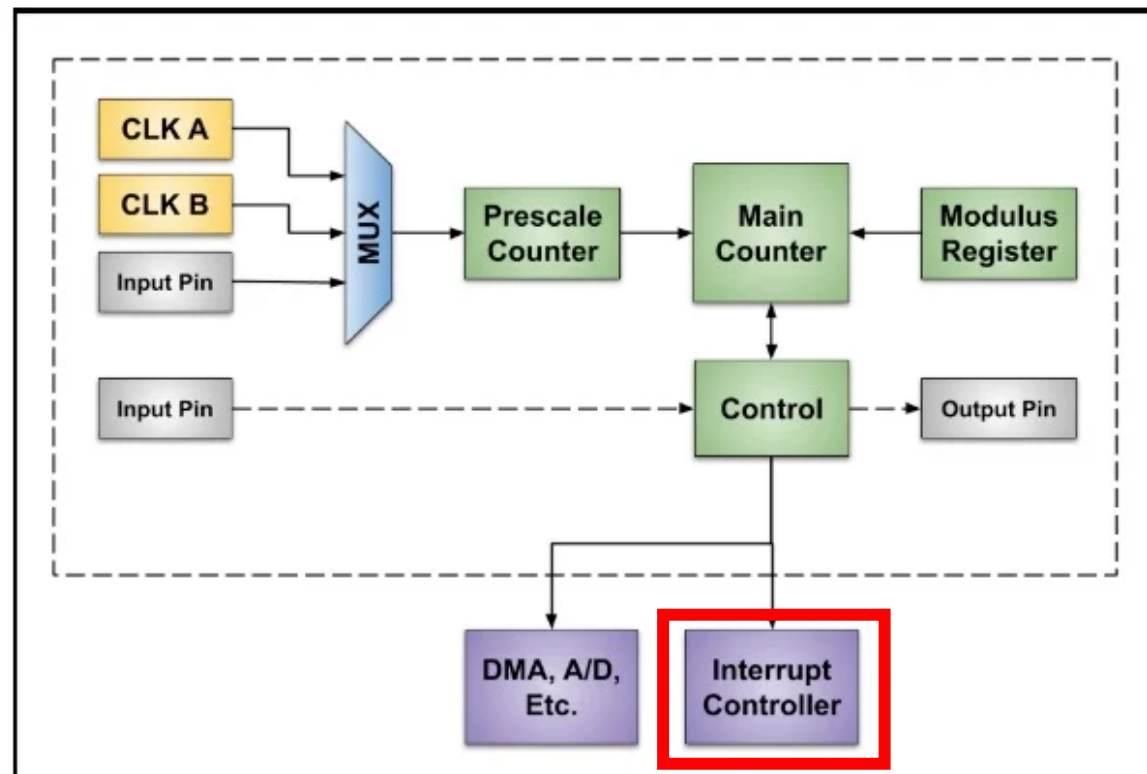 CLK A
CLK B
Input Pin
MUX
Prescale
Counter
Main
Counter
Modulus
Register
Input Pin
Control
Output Pin
DMA, A/D,
Etc.
Interrupt
Controller